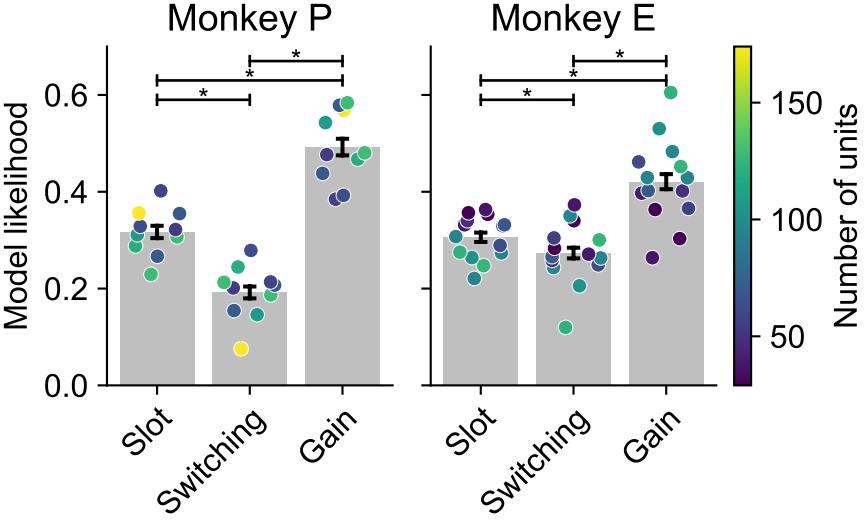 Monkey P
Monkey E
Model likelihood
0.6
0.4
0.2
0.0
*
*
*
*
*
*
Slot
Switching
Gain
Slot
Switching
Gain
150
100
50
Number of units